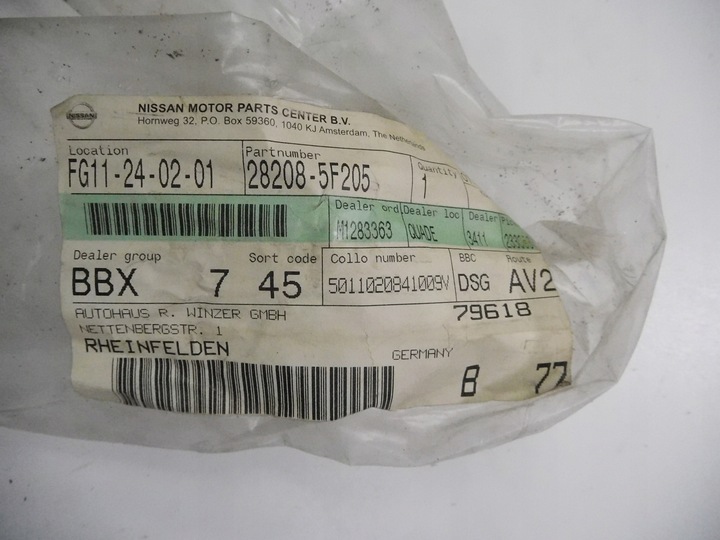 NISSAN
NISSAN MOTOR PARTS CENTER B.V.
Hornweg 32, P.O. Box 59360, 1040 KJ Amsterdam, The Netherlands
Location Partnumber Quantity
FG11-24-02-01 28208-5F205 1
Dealer ord Dealer loc Dealer
M1283363 QUADE 3411
Dealer group Sort code Collo number BBC Route
BBX 7 45 5011020841009V DSG AV2
AUTOHAUS R. WINZER GMBH 79618
NETTENBERGSTR. 1
RHEINFELDEN GERMANY
8 77